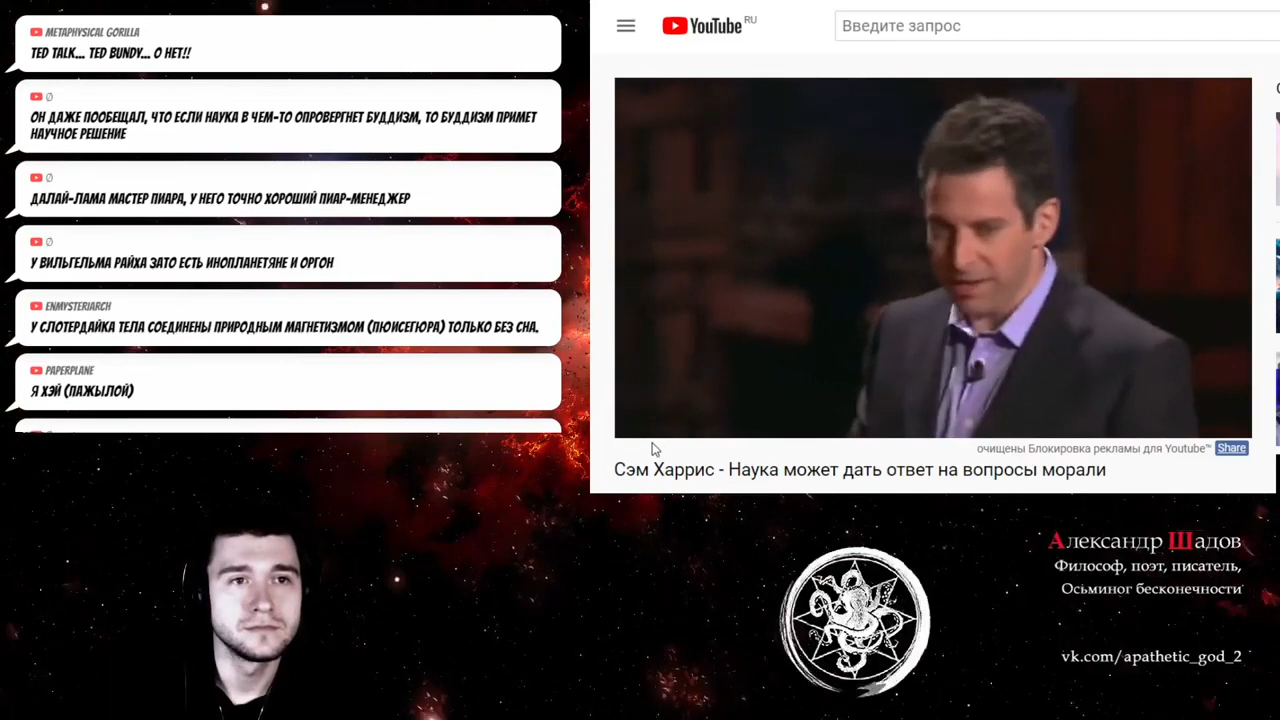 METAPHYSICAL GORILLA
TED TALK... TED BUNDY... О НЕТ!!
Ø
ОН ДАЖЕ ПООБЕЩАЛ, ЧТО ЕСЛИ НАУКА В ЧЕМ-ТО ОПРОВЕРГНЕТ БУДДИЗМ, ТО БУДДИЗМ ПРИМЕТ
НАУЧНОЕ РЕШЕНИЕ
Ø
ДАЛАЙ-ЛАМА МАСТЕР ПИАРА, У НЕГО ТОЧНО ХОРОШИЙ ПИАР-МЕНЕДЖЕР
Ø
У ВИЛЬГЕЛЬМА РАЙХА ЗАТО ЕСТЬ ИНОПЛАНЕТЯНЕ И ОРГОН
ENMYSTERIARCH
У СЛОТЕРДАЙКА ТЕЛА СОЕДИНЕНЫ ПРИРОДНЫМ МАГНЕТИЗМОМ (ПЮИСЕГЮРА) ТОЛЬКО БЕЗ СНА.
PAPERPLANE
Я ХЭЙ (ПАЖЫЛОЙ)
YouTube RU
Введите запрос
очищены Блокировка рекламы для Youtube™ Share
Сэм Харрис - Наука может дать ответ на вопросы морали
Александр Шадов
Философ, поэт, писатель,
Осьминог бесконечности
vk.com/apathetic_god_2